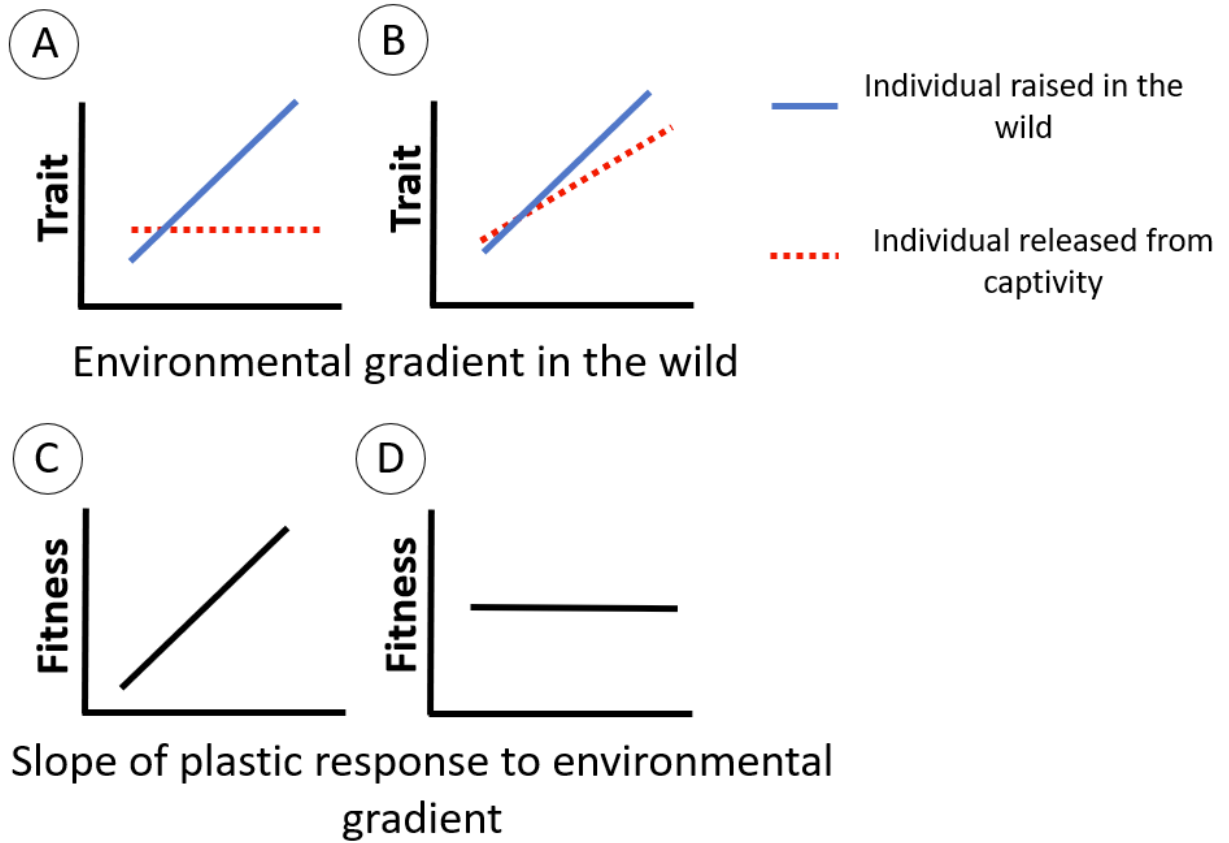 A
B
Trait
Trait
Individual raised in the
wild
Individual released from
captivity
Environmental gradient in the wild
C
D
Fitness
Fitness
Slope of plastic response to environmental
gradient